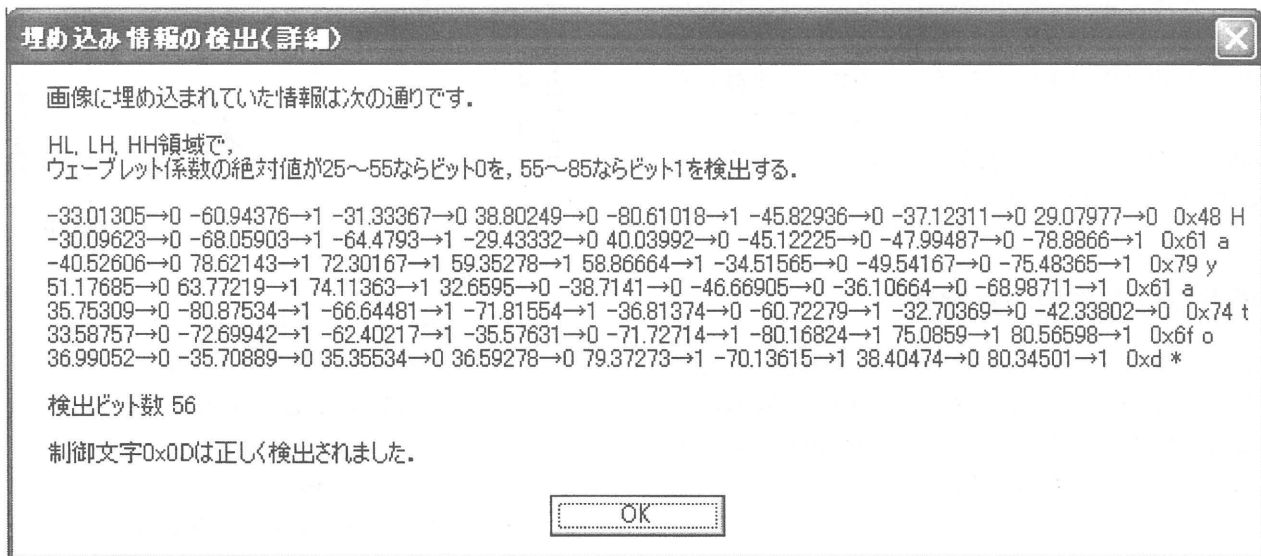 埋め込み情報の検出(詳細)
画像に埋め込まれていた情報は次の通りです.
HL, LH, HH領域で,
ウェーブレット係数の絶対値が25～55ならビット0を, 55～85ならビット1を検出する.
-33.01305→0 -60.94376→1 -31.33367→0 38.80249→0 -80.61018→1 -45.82936→0 -37.12311→0 29.07977→0 0x48 H
-30.09623→0 -68.05903→1 -64.4793→1 -29.43332→0 40.03992→0 -45.12225→0 -47.99487→0 -78.8866→1 0x61 a
-40.52606→0 78.62143→1 72.30167→1 59.35278→1 58.86664→1 -34.51565→0 -49.54167→0 -75.48365→1 0x79 y
51.17685→0 63.77219→1 74.11363→1 32.6595→0 -38.7141→0 -46.66905→0 -36.10664→0 -68.98711→1 0x61 a
35.75309→0 -80.87534→1 -66.64481→1 -71.81554→1 -36.81374→0 -60.72279→1 -32.70369→0 -42.33802→0 0x74 t
33.58757→0 -72.69942→1 -62.40217→1 -35.57631→0 -71.72714→1 -80.16824→1 75.0859→1 80.56598→1 0x6f o
36.99052→0 -35.70889→0 35.35534→0 36.59278→0 79.37273→1 -70.13615→1 38.40474→0 80.34501→1 0xd *
検出ビット数 56
制御文字0x0Dは正しく検出されました.
OK